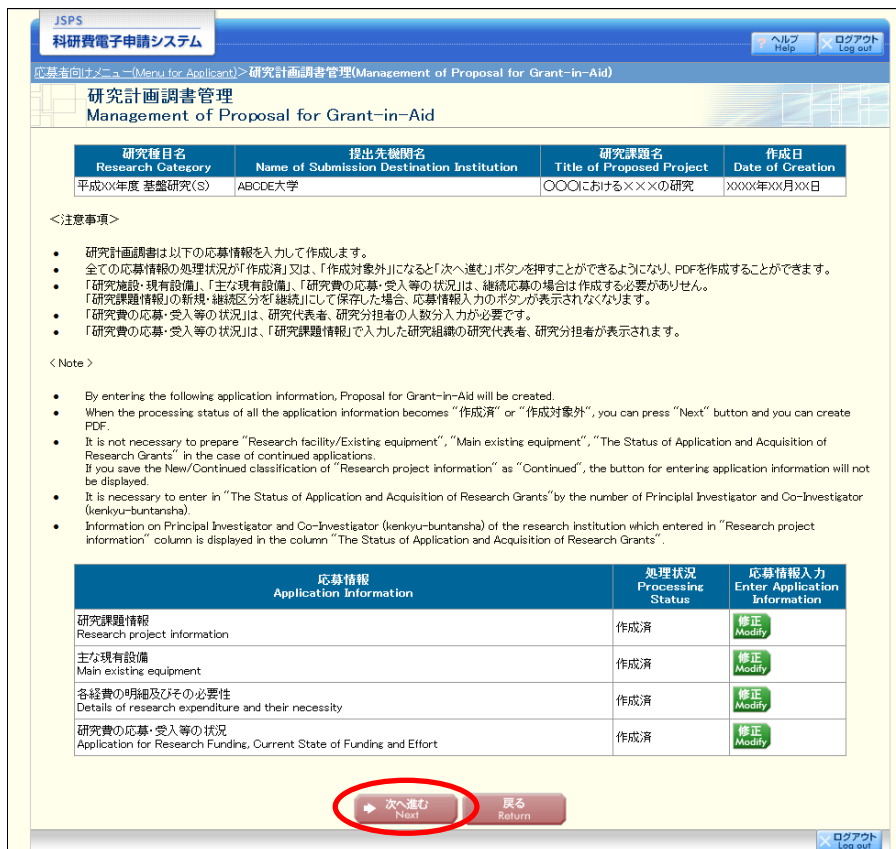 JSPS
科研費電子申請システム
? ヘルプ
Help
× ログアウト
Log out
応募者向けメニュー(Menu for Applicant)>研究計画調書管理(Management of Proposal for Grant-in-Aid)
研究計画調書管理
Management of Proposal for Grant-in-Aid
研究種目名 提出先機関名 研究課題名 作成日
Research Category Name of Submission Destination Institution Title of Proposed Project Date of Creation
平成XX年度 基盤研究(S) ABCDE大学 〇〇〇における×××の研究 XXXX年XX月XX日
<注意事項>
• 研究計画調書は以下の応募情報を入力して作成します。
• 全ての応募情報の処理状況が「作成済」又は、「作成対象外」になると「次へ進む」ボタンを押すことができるようになり、PDFを作成することができます。
• 「研究施設・現有設備」、「主な現有設備」、「研究費の応募・受入等の状況」は、継続応募の場合は作成する必要がありせん。
「研究課題情報」の新規・継続区分を「継続」にして保存した場合、応募情報入力のボタンが表示されなくなります。
• 「研究費の応募・受入等の状況」は、研究代表者、研究分担者の人数分入力が必要です。
• 「研究費の応募・受入等の状況」は、「研究課題情報」で入力した研究組織の研究代表者、研究分担者が表示されます。
< Note >
• By entering the following application information, Proposal for Grant-in-Aid will be created.
• When the processing status of all the application information becomes "作成済" or "作成対象外", you can press "Next" button and you can create
PDF.
• It is not necessary to prepare "Research facility/Existing equipment", "Main existing equipment", "The Status of Application and Acquisition of
Research Grants" in the case of continued applications.
If you save the New/Continued classification of "Research project information" as "Continued", the button for entering application information will not
be displayed.
• It is necessary to enter in "The Status of Application and Acquisition of Research Grants"by the number of Principlal Investigator and Co-Investigator
(kenkyu-buntansha).
• Information on Principal Investigator and Co-Investigator (kenkyu-buntansha) of the research institution which entered in "Research project
information" column is displayed in the column "The Status of Application and Acquisition of Research Grants".
応募情報 処理状況 応募情報入力
Application Information Processing Status Enter Application Information
研究課題情報
Research project information
作成済
修正
Modify
主な現有設備
Main existing equipment
作成済
修正
Modify
各経費の明細及びその必要性
Details of research expenditure and their necessity
作成済
修正
Modify
研究費の応募・受入等の状況
Application for Research Funding, Current State of Funding and Effort
作成済
修正
Modify
次へ進む
Next
戻る
Return
× ログアウト
Log out